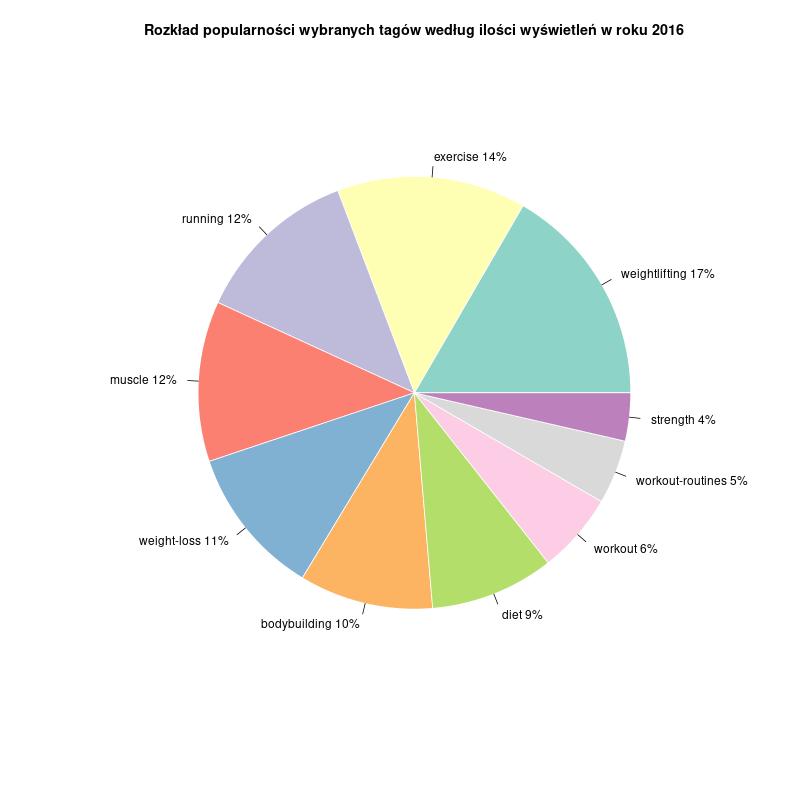 Rozkład popularności wybranych tagów według ilości wyświetleń w roku 2016
exercise 14%
running 12%
weightlifting 17%
muscle 12%
strength 4%
workout-routines 5%
weight-loss 11%
workout 6%
diet 9%
bodybuilding 10%